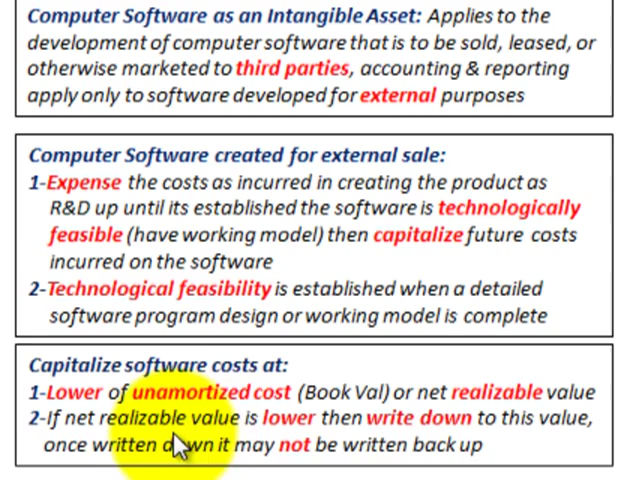 Computer Software as an Intangible Asset: Applies to the
development of computer software that is to be sold, leased, or
otherwise marketed to third parties, accounting & reporting
apply only to software developed for external purposes
Computer Software created for external sale:
1-Expense the costs as incurred in creating the product as
R&D up until its established the software is technologically
feasible (have working model) then capitalize future costs
incurred on the software
2-Technological feasibility is established when a detailed
software program design or working model is complete
Capitalize software costs at:
1-Lower of unamortized cost (Book Val) or net realizable value
2-If net realizable value is lower then write down to this value,
once written down it may not be written back up